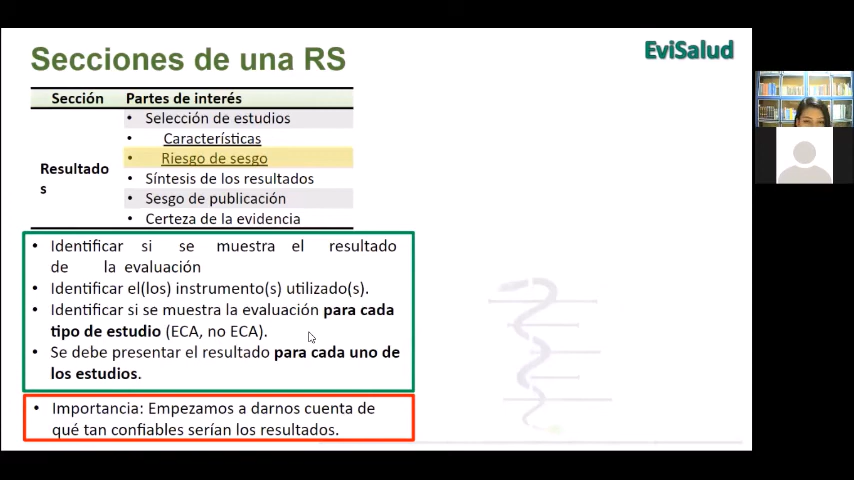 Secciones de una RS
EviSalud
Sección Partes de interés
Resultado
s
• Selección de estudios
• Características
• Riesgo de sesgo
• Síntesis de los resultados
• Sesgo de publicación
• Certeza de la evidencia
• Identificar si se muestra el resultado
de la evaluación
• Identificar el(los) instrumento(s) utilizado(s).
• Identificar si se muestra la evaluación para cada
tipo de estudio (ECA, no ECA).
• Se debe presentar el resultado para cada uno de
los estudios.
• Importancia: Empezamos a darnos cuenta de
qué tan confiables serían los resultados.